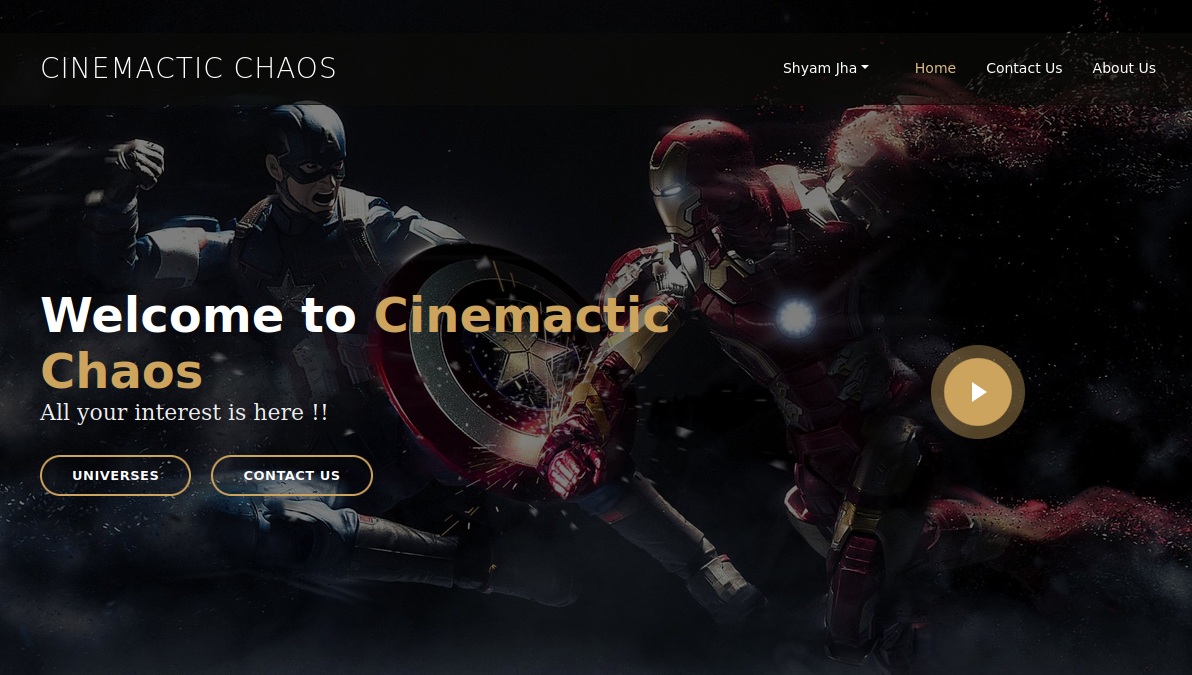 CINEMACTIC CHAOS
Shyam Jha
Home
Contact Us
About Us
Welcome to Cinemactic
Chaos
All your interest is here !!
UNIVERSES
CONTACT US